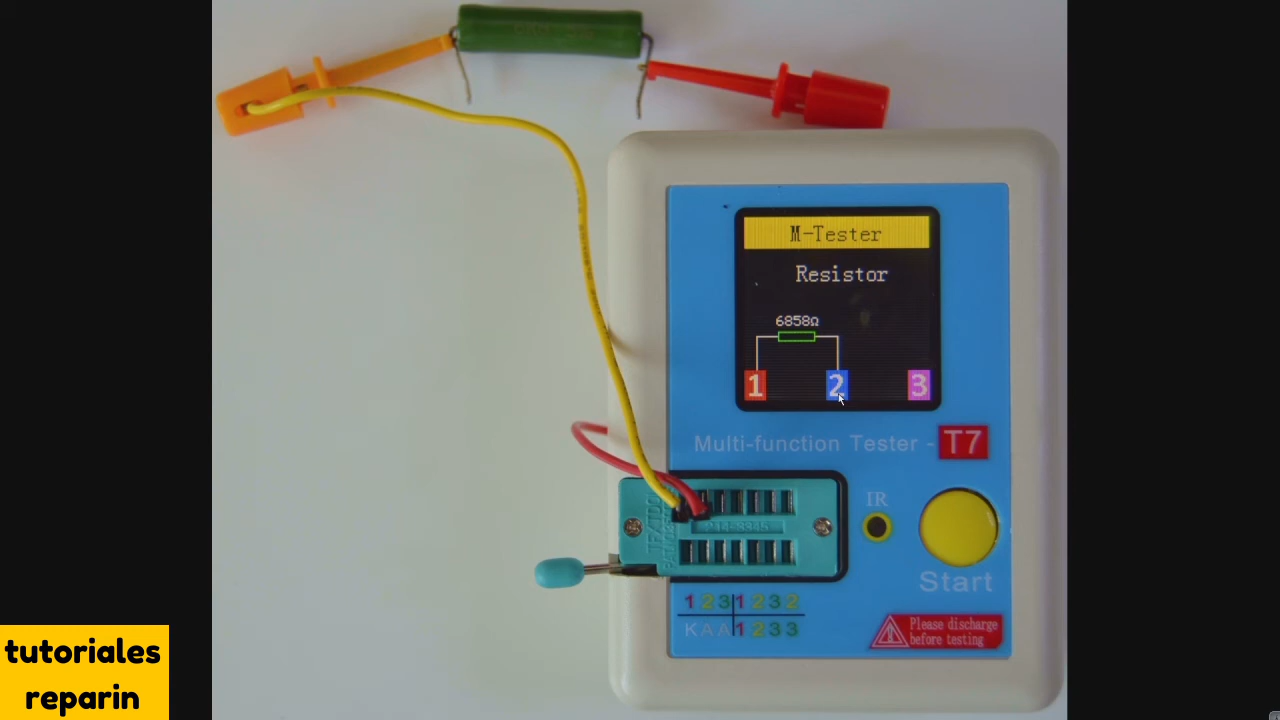 M-Tester
Resistor
6858Ω
1 2 3
Multi-function Tester - T7
IR
Start
1 2 3 1 2 3 2
K A A 1 2 3 3
Please discharge
before testing
tutoriales
reparin